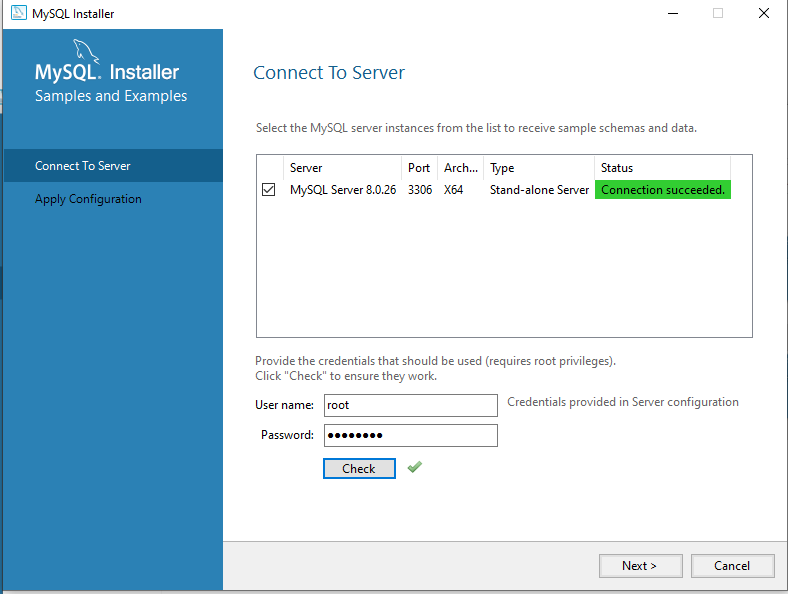 MySQL Installer
MySQL. Installer
Samples and Examples
Connect To Server
Apply Configuration
Connect To Server
Select the MySQL server instances from the list to receive sample schemas and data.
Server Port Arch... Type Status
MySQL Server 8.0.26 3306 X64 Stand-alone Server Connection succeeded.
Provide the credentials that should be used (requires root privileges).
Click "Check" to ensure they work.
User name: root Credentials provided in Server configuration
Password: ●●●●●●●●
Check
Next > Cancel